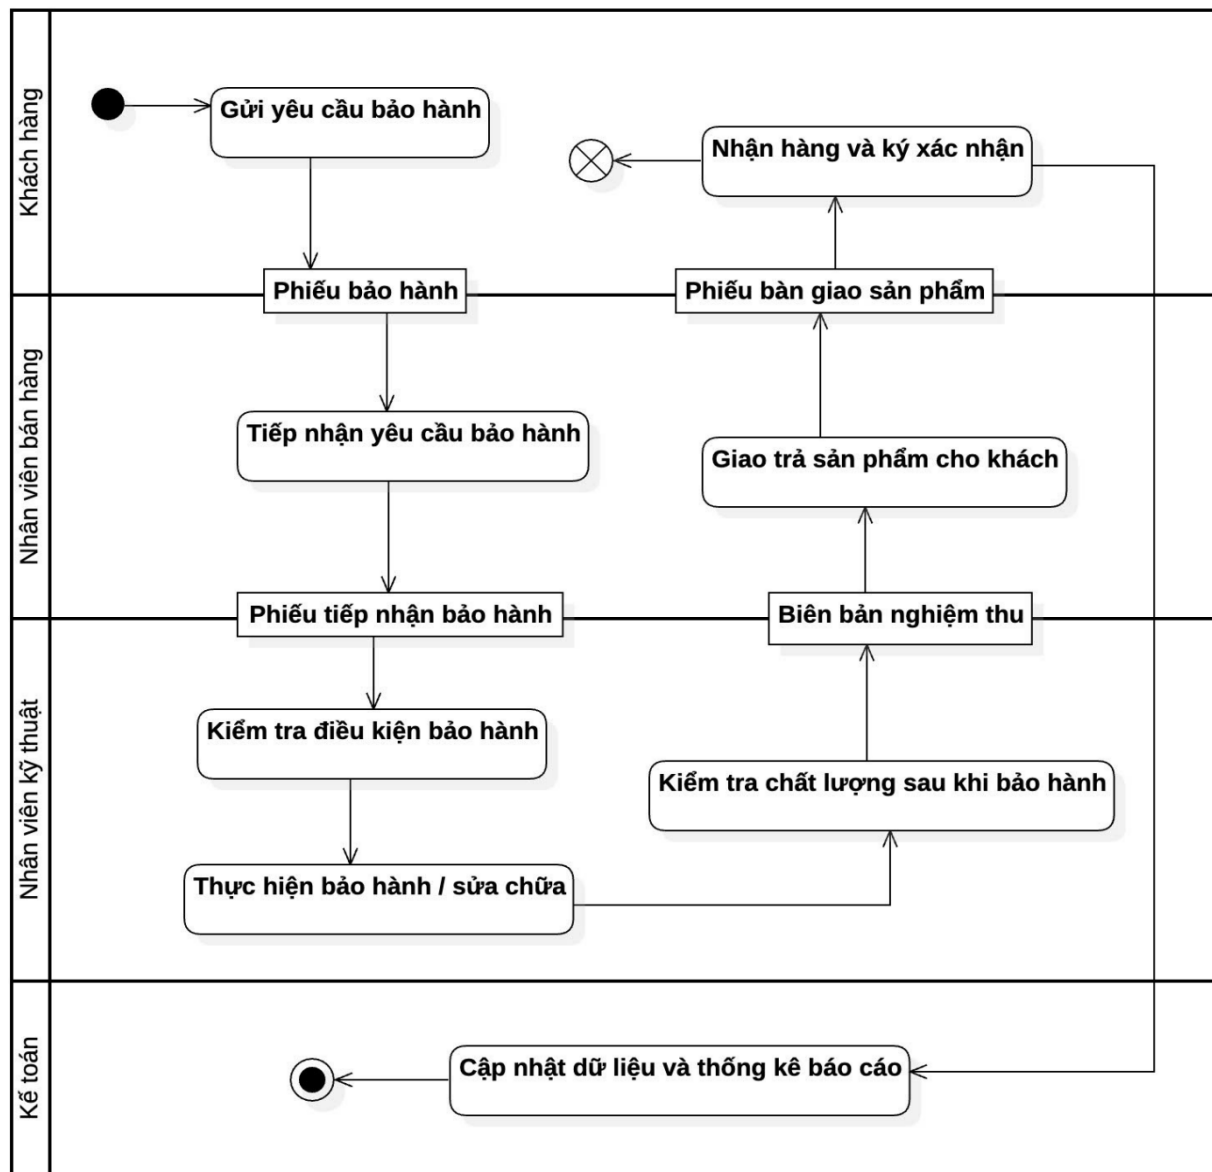 Khách hàng
Gửi yêu cầu bảo hành
Nhận hàng và ký xác nhận
Phiếu bảo hành
Phiếu bàn giao sản phẩm
Nhân viên bán hàng
Tiếp nhận yêu cầu bảo hành
Giao trả sản phẩm cho khách
Phiếu tiếp nhận bảo hành
Biên bản nghiệm thu
Nhân viên kỹ thuật
Kiểm tra điều kiện bảo hành
Kiểm tra chất lượng sau khi bảo hành
Thực hiện bảo hành / sửa chữa
Kế toán
Cập nhật dữ liệu và thống kê báo cáo